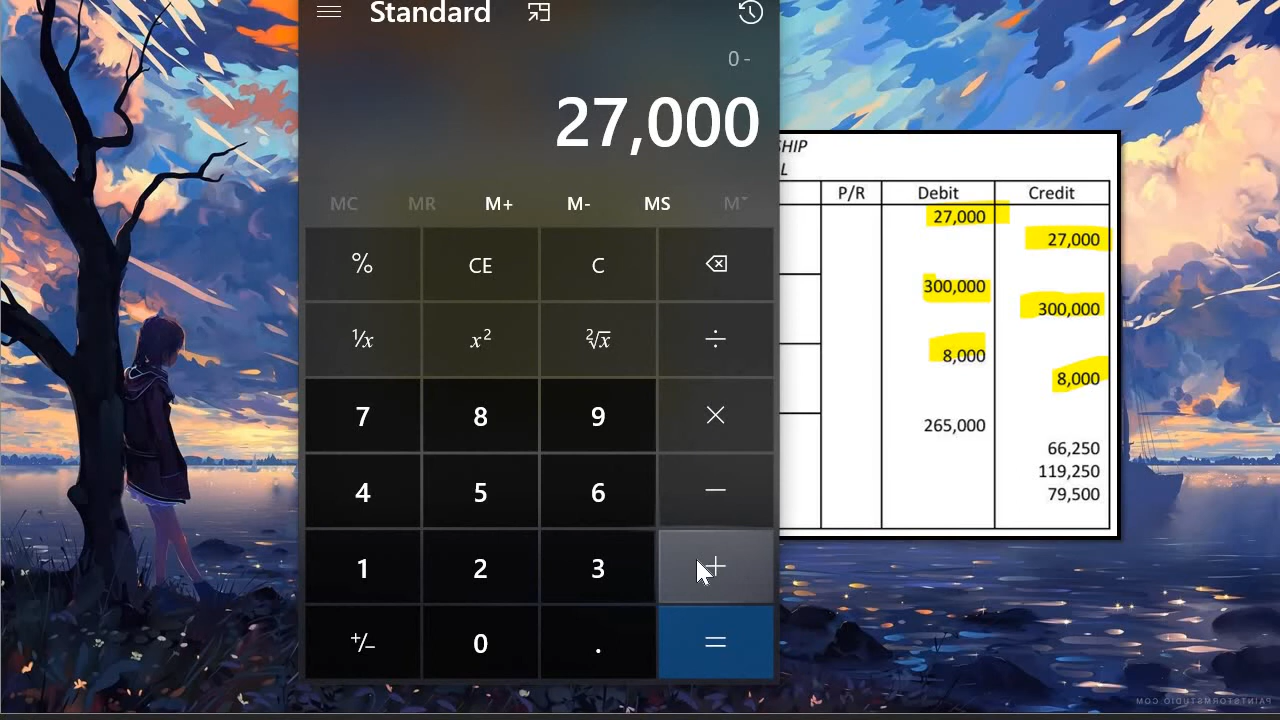 Standard
0 -
27,000
MC MR M+ M- MS M˅
% CE C
¹/x x² ²√x ÷
7 8 9 ×
4 5 6 −
1 2 3 +
+/− 0 . =
SHIP
L
P/R Debit Credit
27,000
27,000
300,000
300,000
8,000
8,000
265,000
66,250
119,250
79,500
PAINTSTORMSTUDIO.COM